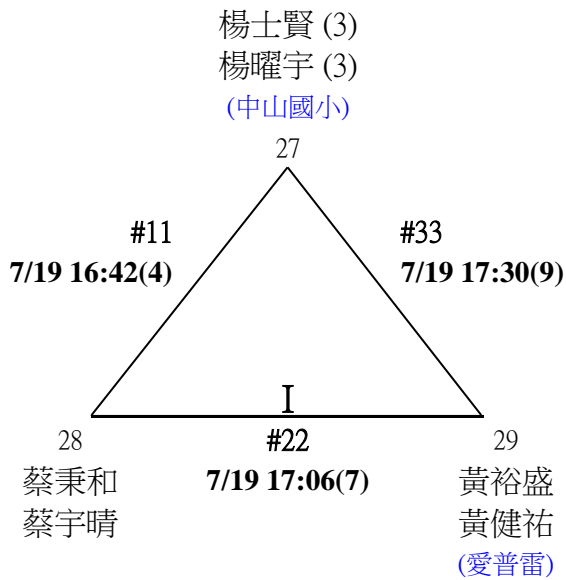 楊士賢 (3)
楊曜宇 (3)
(中山國小)
27
#11
7/19 16:42(4)
#33
7/19 17:30(9)
I
28
#22
29
蔡秉和
7/19 17:06(7)
黃裕盛
蔡宇晴
黃健祐
(愛普雷)